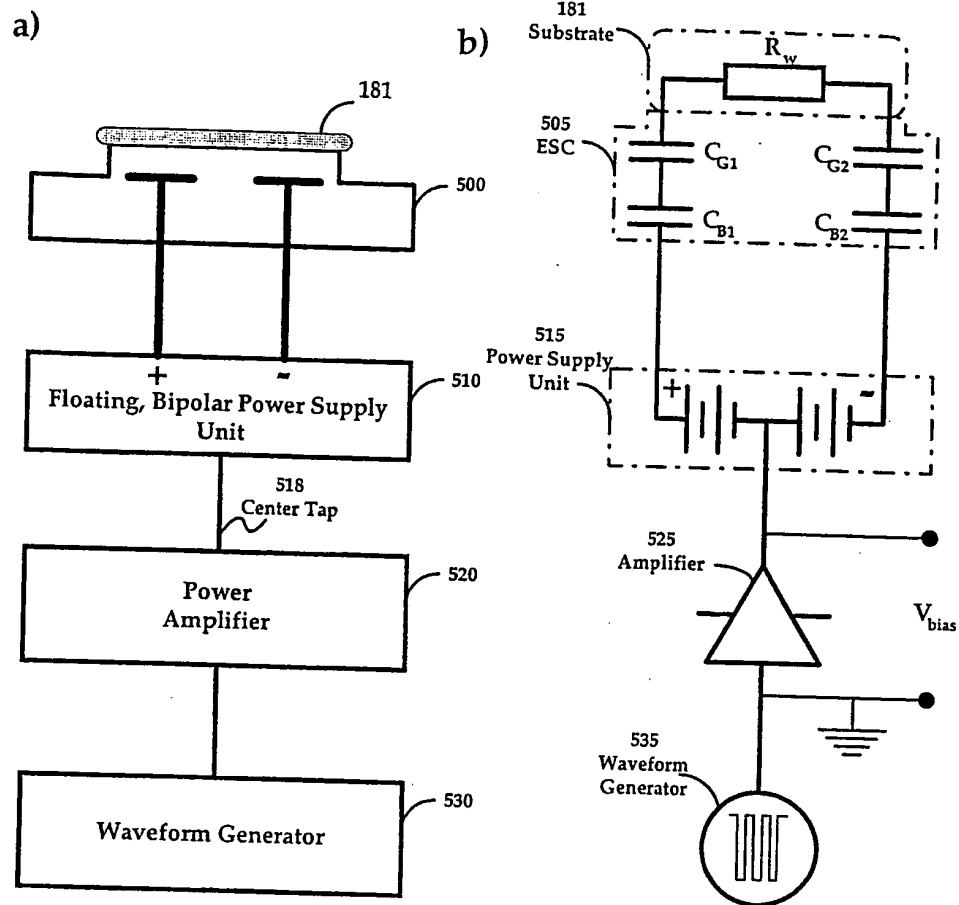 a)
181
500
+
~
510
Floating, Bipolar Power Supply
Unit
518
Center Tap
520
Power
Amplifier
530
Waveform Generator
b)
181
Substrate
R_w
505
ESC
C_G1
C_G2
C_B1
C_B2
515
Power Supply
Unit
+
~
525
Amplifier
V_bias
535
Waveform
Generator